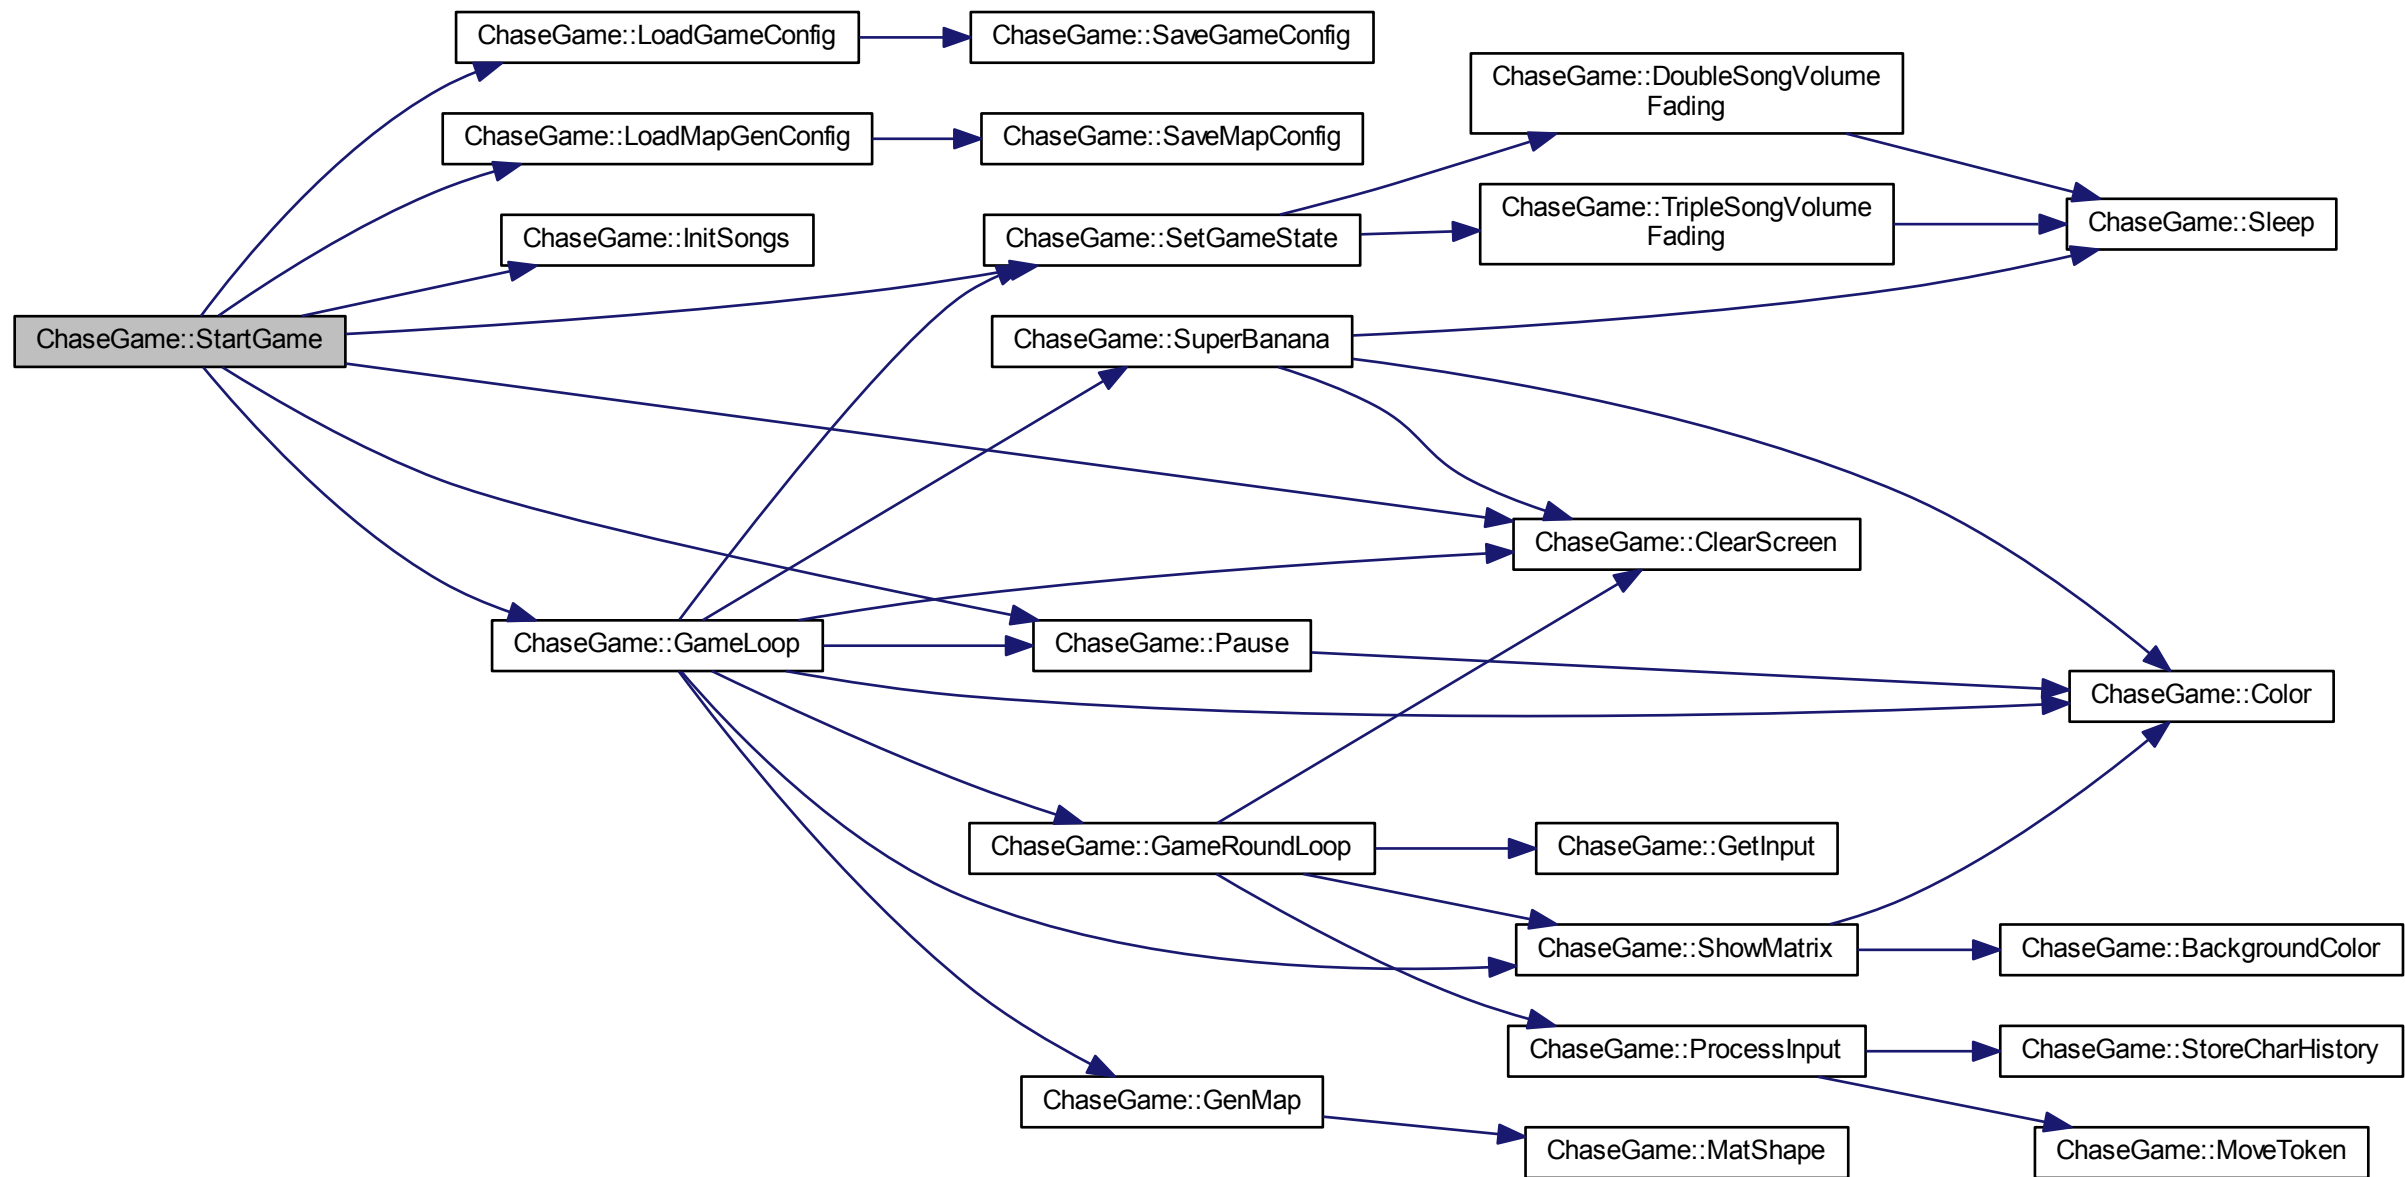 ChaseGame::LoadGameConfig
ChaseGame::SaveGameConfig
ChaseGame::DoubleSongVolume
Fading
ChaseGame::LoadMapGenConfig
ChaseGame::SaveMapConfig
ChaseGame::TripleSongVolume
Fading
ChaseGame::Sleep
ChaseGame::InitSongs
ChaseGame::SetGameState
ChaseGame::StartGame
ChaseGame::SuperBanana
ChaseGame::ClearScreen
ChaseGame::GameLoop
ChaseGame::Pause
ChaseGame::Color
ChaseGame::GameRoundLoop
ChaseGame::GetInput
ChaseGame::ShowMatrix
ChaseGame::BackgroundColor
ChaseGame::ProcessInput
ChaseGame::StoreCharHistory
ChaseGame::GenMap
ChaseGame::MatShape
ChaseGame::MoveToken